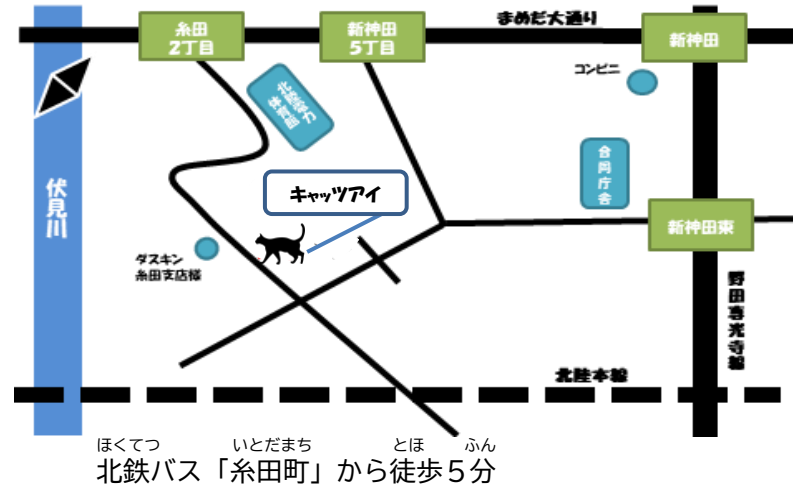 まめだ大通り
糸田
2丁目
新神田
5丁目
新神田
コンビニ
合同庁舎
キャッツアイ
伏見川
新神田東
ダスキン
糸田支店様
野田専光寺線
北陸本線
ほくてつ いとだまち とほ ふん
北鉄バス「糸田町」から徒歩5分